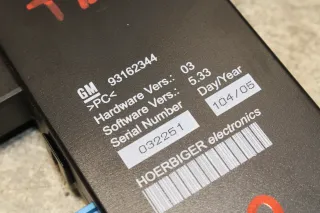 GM 93162344
>PC<
Hardware Vers.: 03
Software Vers.: 5.33
Serial Number Day/Year
032251 104/05
HOERBIGER electronics